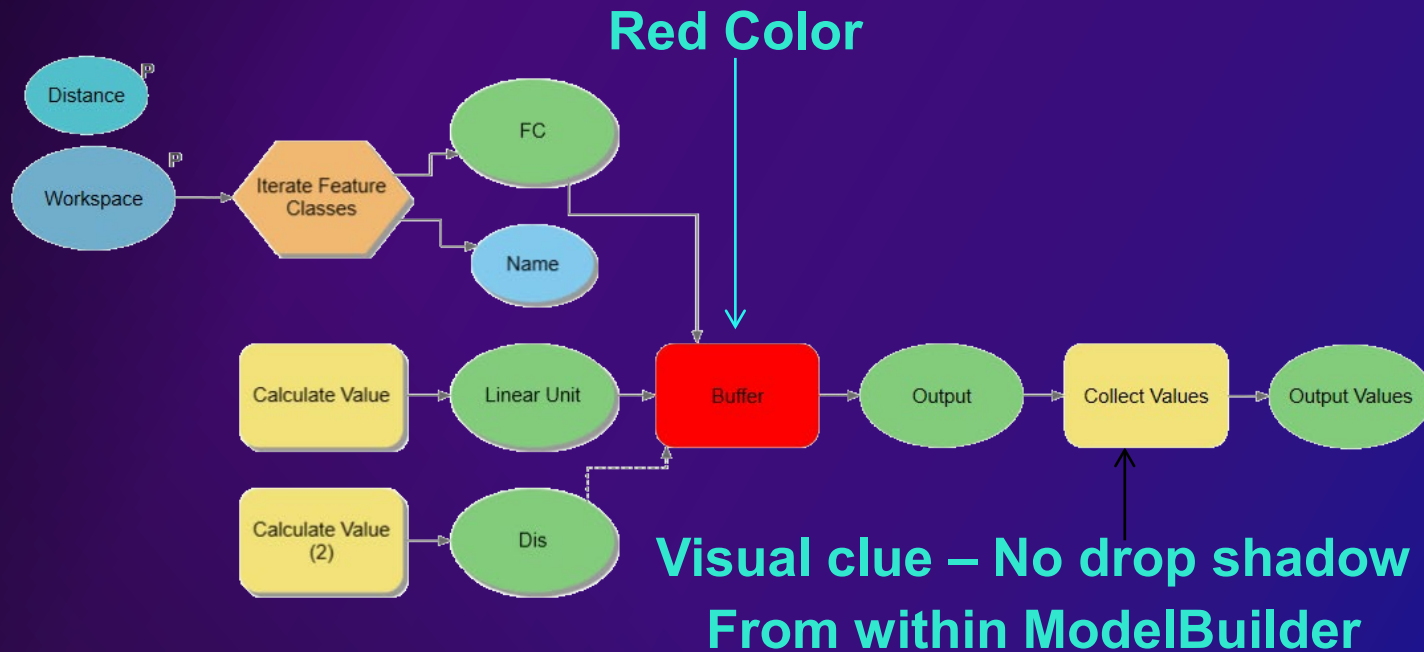 Red Color
Distance
P
Workspace
P
Iterate Feature
Classes
FC
Name
Calculate Value
Linear Unit
Buffer
Output
Collect Values
Output Values
Calculate Value
(2)
Dis
Visual clue – No drop shadow
From within ModelBuilder